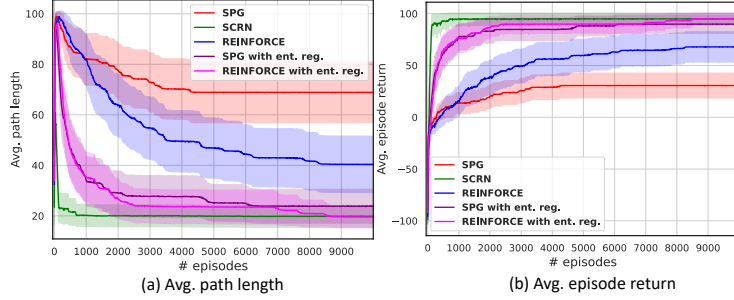 SPG
SCRN
REINFORCE
SPG with ent. reg.
REINFORCE with ent. reg.
Avg. path length
100
80
60
40
20
0 1000 2000 3000 4000 5000 6000 7000 8000 9000
# episodes
(a) Avg. path length
Avg. episode return
100
75
50
25
0
−50
−100
SPG
SCRN
REINFORCE
SPG with ent. reg.
REINFORCE with ent. reg.
0 1000 2000 3000 4000 5000 6000 7000 8000 9000
# episodes
(b) Avg. episode return